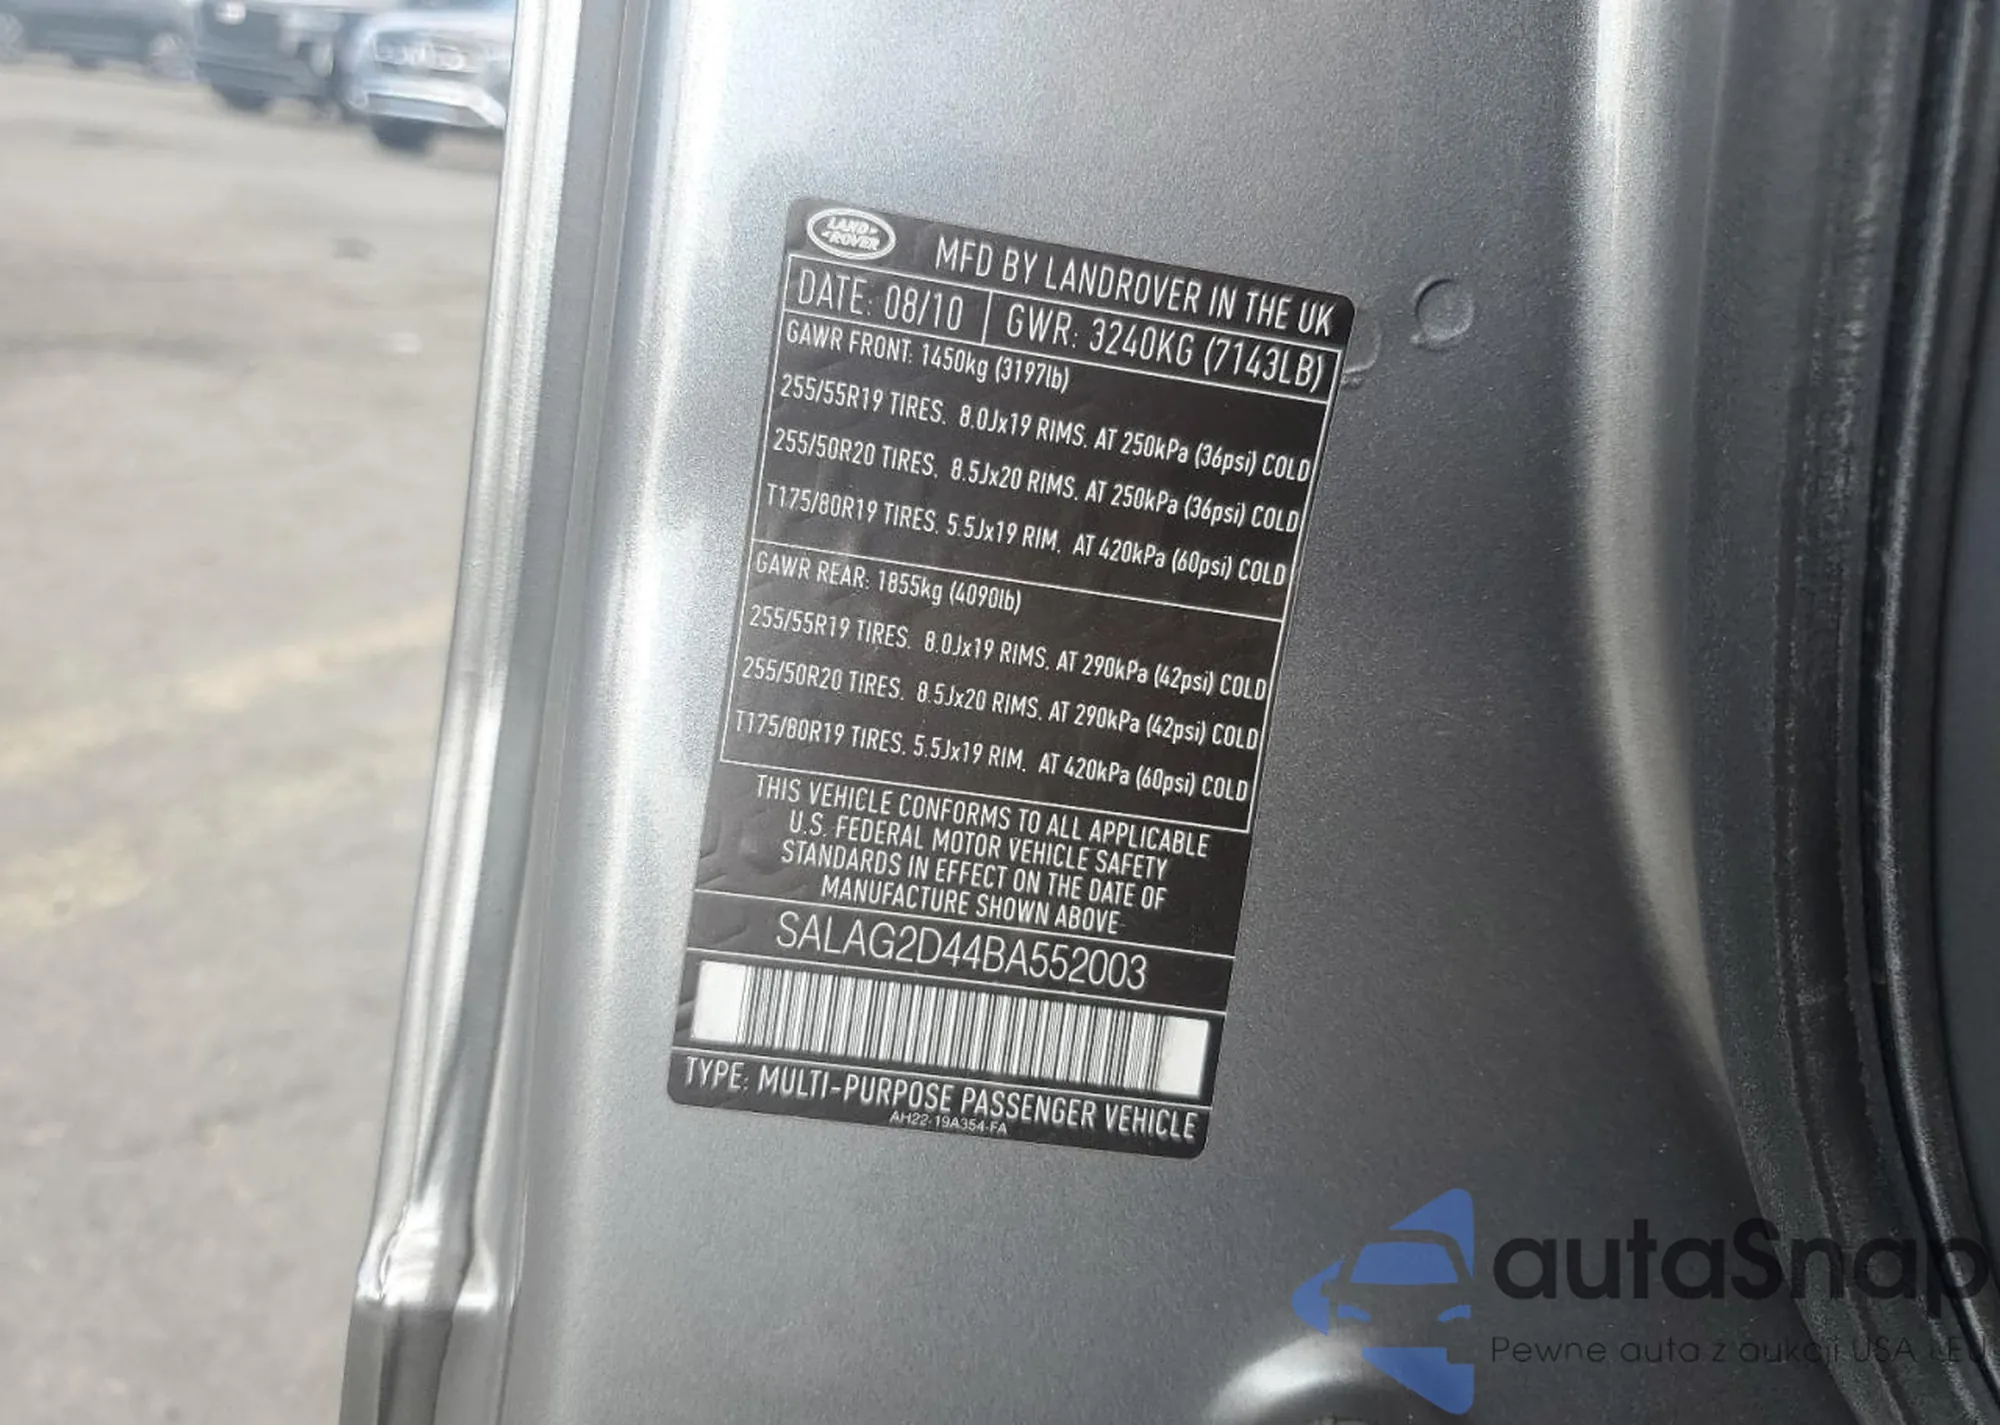 LAND ROVER
MFD BY LANDROVER IN THE UK
DATE: 08/10 GWR: 3240KG (7143LB)
GAWR FRONT: 1450kg (3197lb)
255/55R19 TIRES. 8.0Jx19 RIMS. AT 250kPa (36psi) COLD
255/50R20 TIRES. 8.5Jx20 RIMS. AT 250kPa (36psi) COLD
T175/80R19 TIRES. 5.5Jx19 RIM. AT 420kPa (60psi) COLD
GAWR REAR: 1855kg (4090lb)
255/55R19 TIRES. 8.0Jx19 RIMS. AT 290kPa (42psi) COLD
255/50R20 TIRES. 8.5Jx20 RIMS. AT 290kPa (42psi) COLD
T175/80R19 TIRES. 5.5Jx19 RIM. AT 420kPa (60psi) COLD
THIS VEHICLE CONFORMS TO ALL APPLICABLE
U.S. FEDERAL MOTOR VEHICLE SAFETY
STANDARDS IN EFFECT ON THE DATE OF
MANUFACTURE SHOWN ABOVE
SALAG2D44BA552003
TYPE: MULTI-PURPOSE PASSENGER VEHICLE
AH22-19A354-FA
autaSnap
Pewne auta z aukcji USA i EU